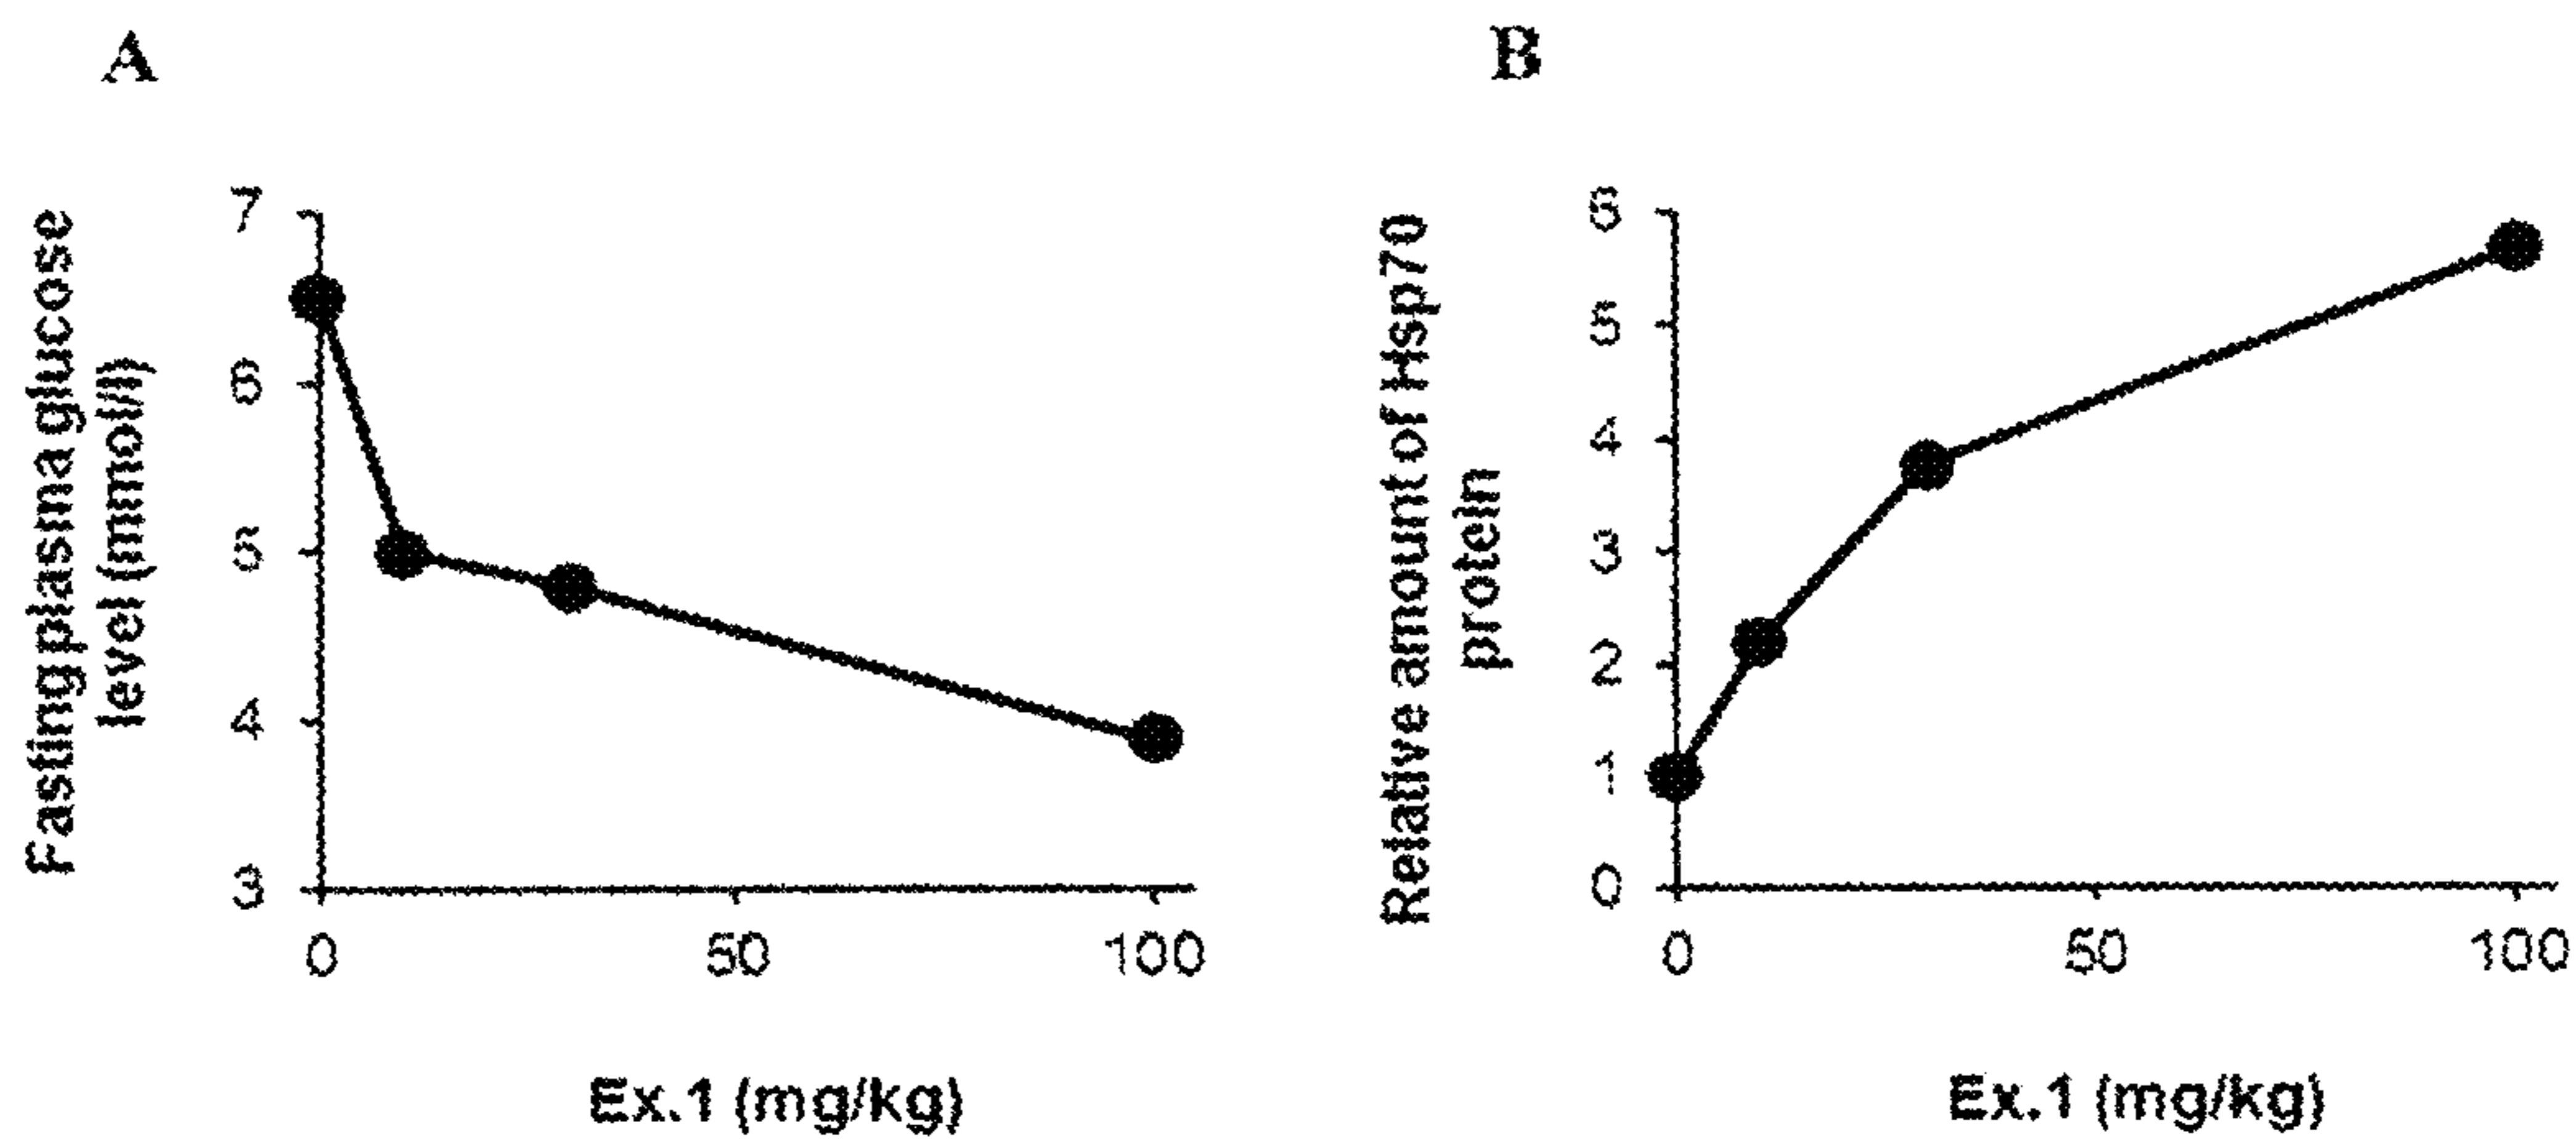 A
Fasting plasma glucose
level (mmol/l)
7
6
5
4
3
0 50 100
Ex.1 (mg/kg)
B
Relative amount of Hsp70
protein
6
5
4
3
2
1
0
0 50 100
Ex.1 (mg/kg)